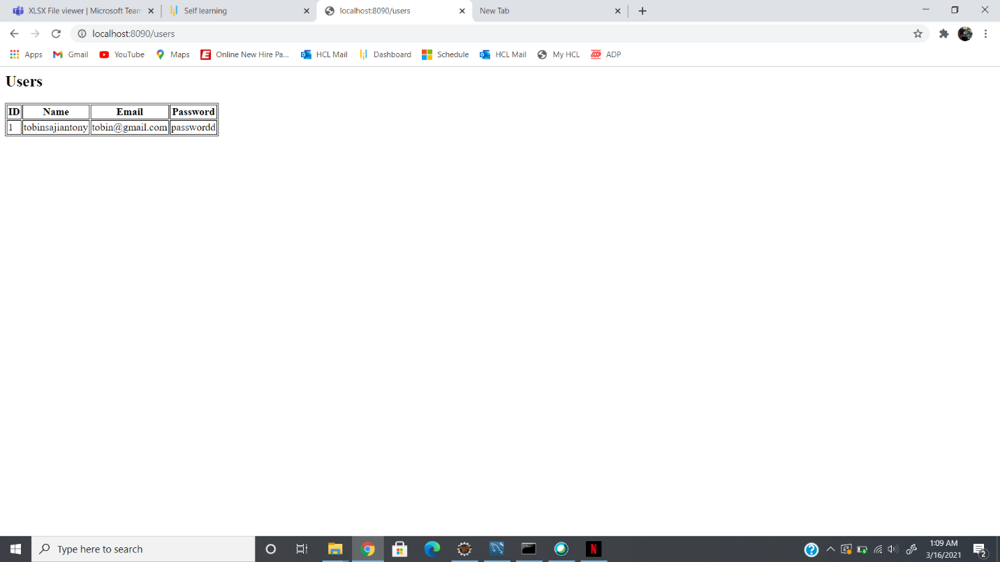 XLSX File viewer | Microsoft Team
Self learning
localhost:8090/users
New Tab
localhost:8090/users
Apps
Gmail
YouTube
Maps
Online New Hire Pa...
HCL Mail
Dashboard
Schedule
HCL Mail
My HCL
ADP
Users
ID Name Email Password
1 tobinsajiantony tobin@gmail.com passwordd
Type here to search
1:09 AM
3/16/2021
2